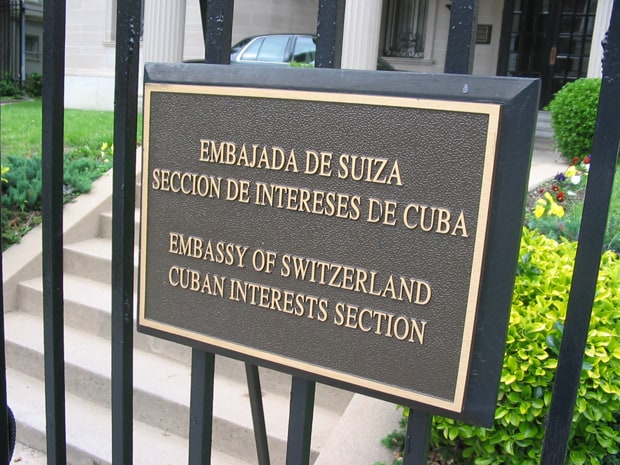 EMBAJADA DE SUIZA
SECCION DE INTERESES DE CUBA
EMBASSY OF SWITZERLAND
CUBAN INTERESTS SECTION